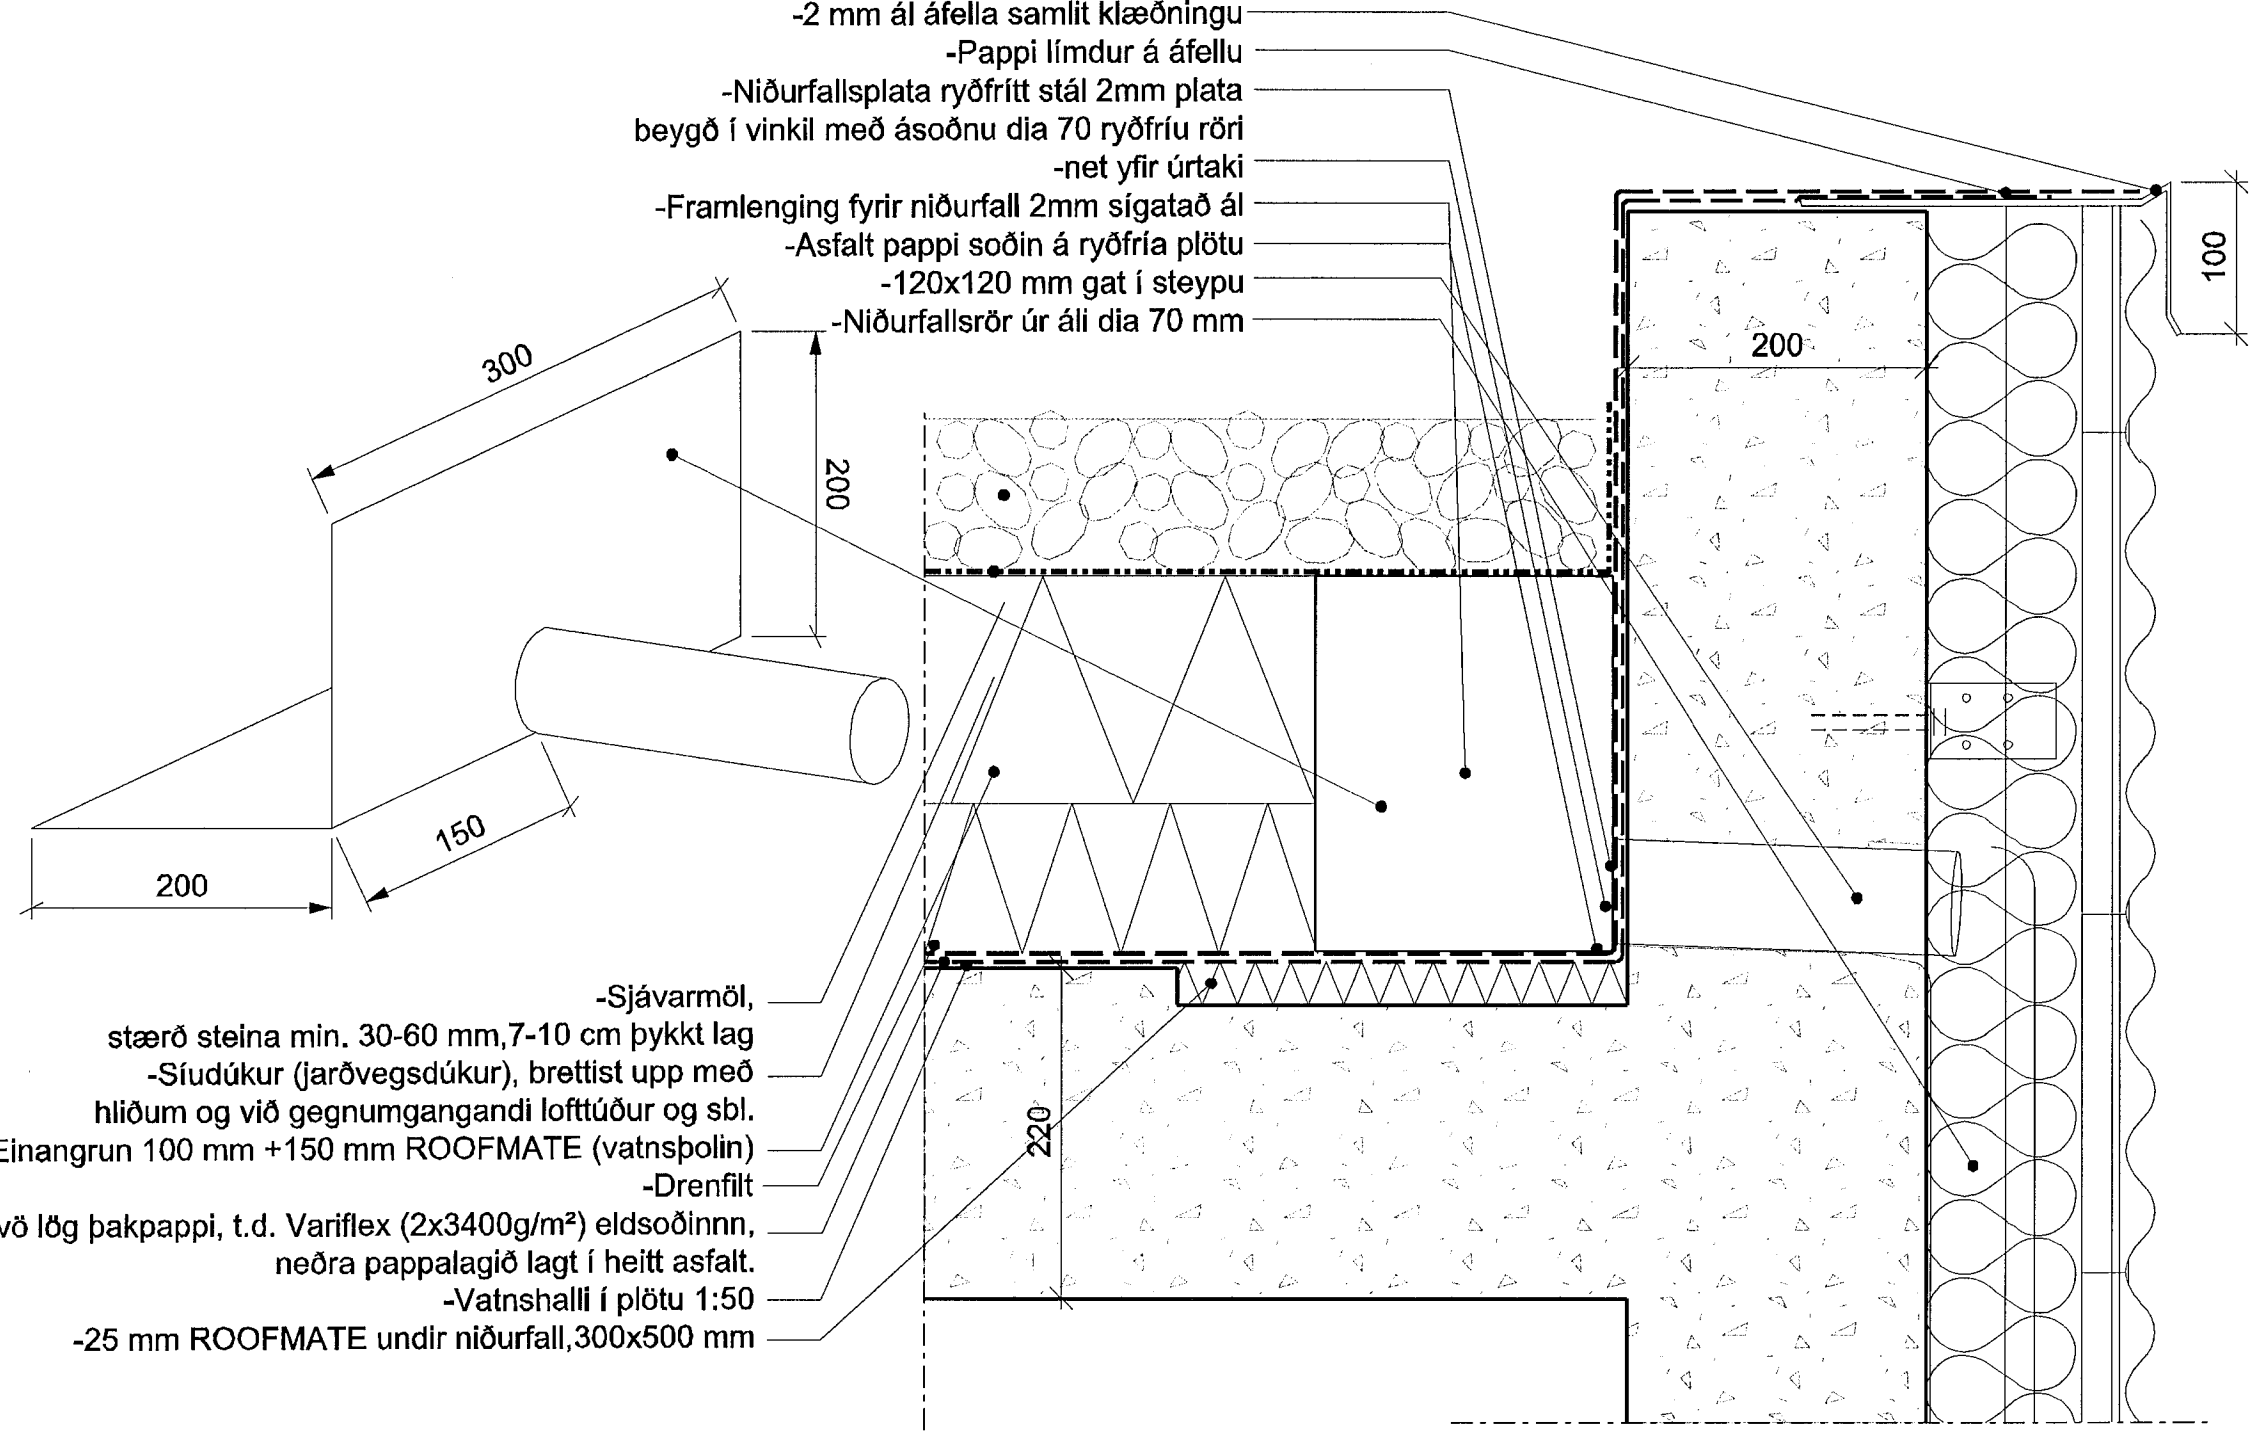 -2 mm ál áfella samlit klæðningu
-Pappi límdur á áfellu
-Niðurfallsplata ryðfrítt stál 2mm plata
beygð í vinkil með ásoðnu dia 70 ryðfríu röri
-net yfir úrtaki
-Framlenging fyrir niðurfall 2mm sígatað ál
-Asfalt pappi soðin á ryðfría plötu
-120x120 mm gat í steypu
-Niðurfallsrör úr áli dia 70 mm
100
200
300
200
150
200
-Sjávarmöl,
stærð steina min. 30-60 mm,7-10 cm þykkt lag
-Síudúkur (jarðvegsdúkur), brettist upp með
hliðum og við gegnumgangandi lofttúður og sbl.
Einangrun 100 mm +150 mm ROOFMATE (vatnsþolin)
-Drenfilt
vö lög þakpappi, t.d. Variflex (2x3400g/m²) eldsoðinnn,
neðra pappalagið lagt í heitt asfalt.
-Vatnshalli í plötu 1:50
-25 mm ROOFMATE undir niðurfall,300x500 mm
220